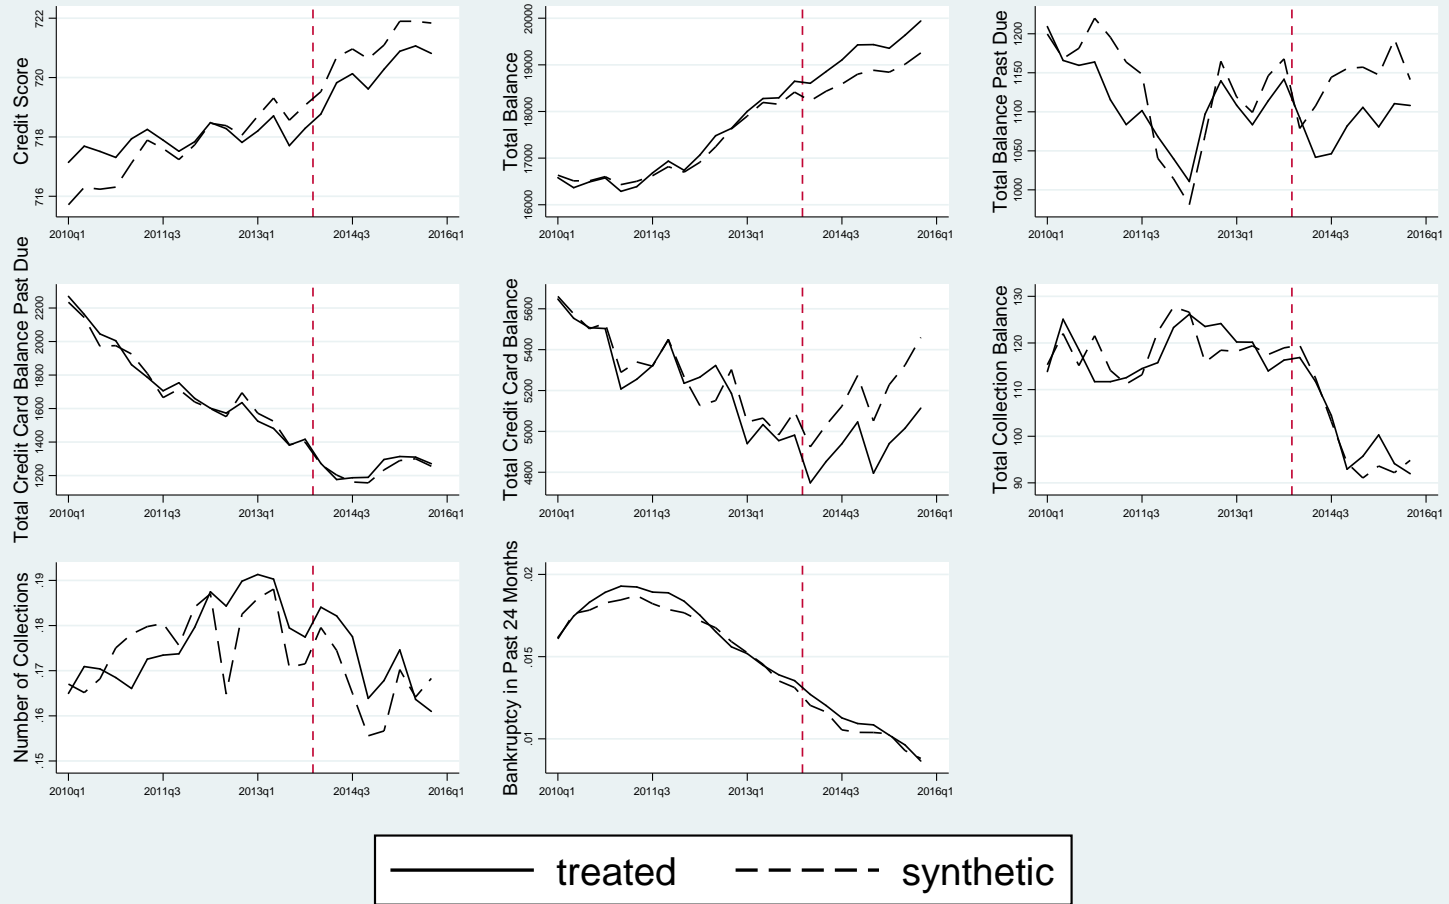 Credit Score
722
720
718
716
2010q1 2011q3 2013q1 2014q3 2016q1
Total Balance
20000
19000
18000
17000
16000
2010q1 2011q3 2013q1 2014q3 2016q1
Total Balance Past Due
1200
1150
1100
1050
1000
2010q1 2011q3 2013q1 2014q3 2016q1
Total Credit Card Balance Past Due
2200
2000
1800
1600
1400
1200
2010q1 2011q3 2013q1 2014q3 2016q1
Total Credit Card Balance
5600
5400
5200
5000
4800
2010q1 2011q3 2013q1 2014q3 2016q1
Total Collection Balance
130
120
110
100
90
2010q1 2011q3 2013q1 2014q3 2016q1
Number of Collections
.19
.18
.17
.16
.15
2010q1 2011q3 2013q1 2014q3 2016q1
Bankruptcy in Past 24 Months
.02
.015
.01
2010q1 2011q3 2013q1 2014q3 2016q1
treated synthetic